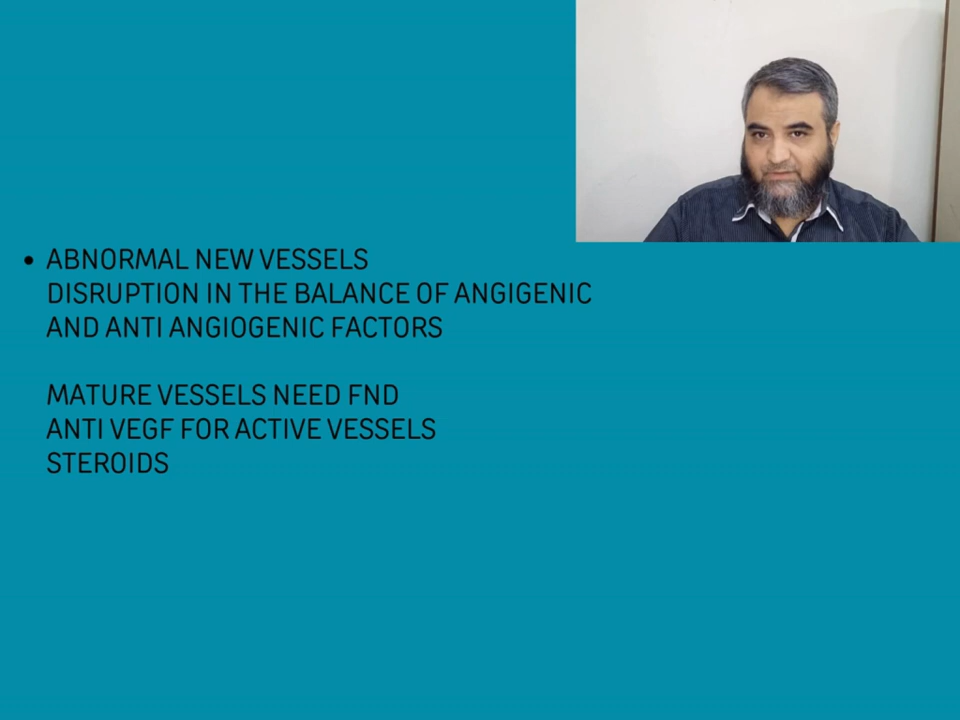 • ABNORMAL NEW VESSELS
DISRUPTION IN THE BALANCE OF ANGIGENIC
AND ANTI ANGIOGENIC FACTORS
MATURE VESSELS NEED FND
ANTI VEGF FOR ACTIVE VESSELS
STEROIDS